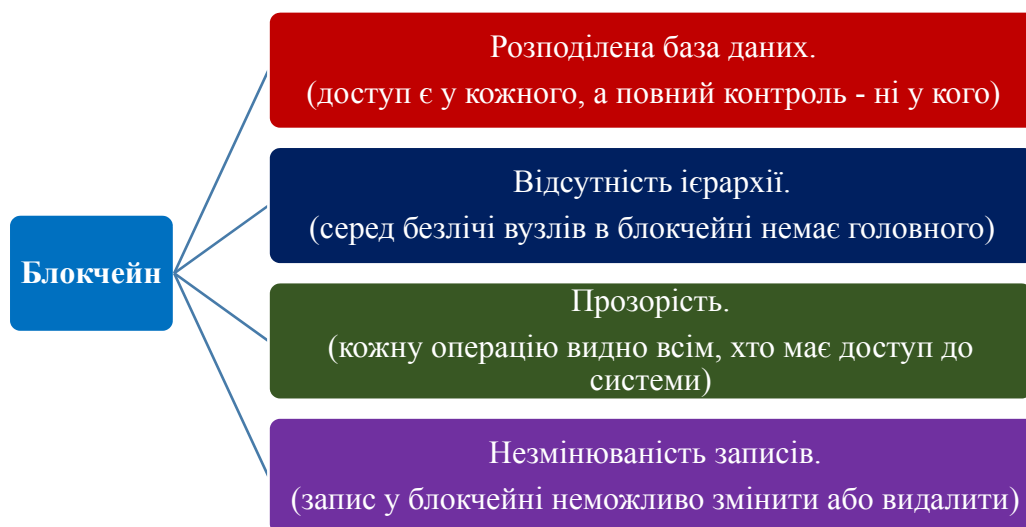 Розподілена база даних.
(доступ є у кожного, а повний контроль - ні у кого)
Відсутність ієрархії.
(серед безлічі вузлів в блокчейні немає головного)
Блокчейн
Прозорість.
(кожну операцію видно всім, хто має доступ до
системи)
Незмінюваність записів.
(запис у блокчейні неможливо змінити або видалити)